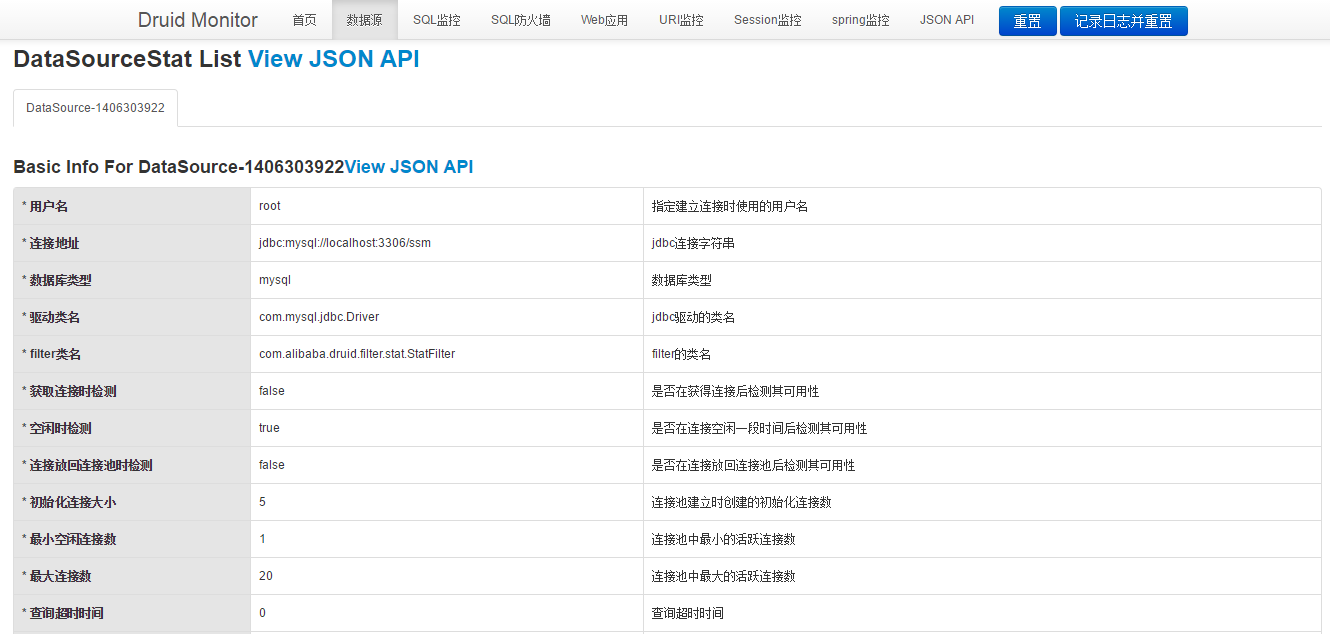 Druid Monitor 首页 数据源 SQL监控 SQL防火墙 Web应用 URI监控 Session监控 spring监控 JSON API 重置 记录日志并重置
DataSourceStat List View JSON API
DataSource-1406303922
Basic Info For DataSource-1406303922View JSON API
* 用户名 root 指定建立连接时使用的用户名
* 连接地址 jdbc:mysql://localhost:3306/ssm jdbc连接字符串
* 数据库类型 mysql 数据库类型
* 驱动类名 com.mysql.jdbc.Driver jdbc驱动的类名
* filter类名 com.alibaba.druid.filter.stat.StatFilter filter的类名
* 获取连接时检测 false 是否在获得连接后检测其可用性
* 空闲时检测 true 是否在连接空闲一段时间后检测其可用性
* 连接放回连接池时检测 false 是否在连接放回连接池后检测其可用性
* 初始化连接大小 5 连接池建立时创建的初始化连接数
* 最小空闲连接数 1 连接池中最小的活跃连接数
* 最大连接数 20 连接池中最大的活跃连接数
* 查询超时时间 0 查询超时时间